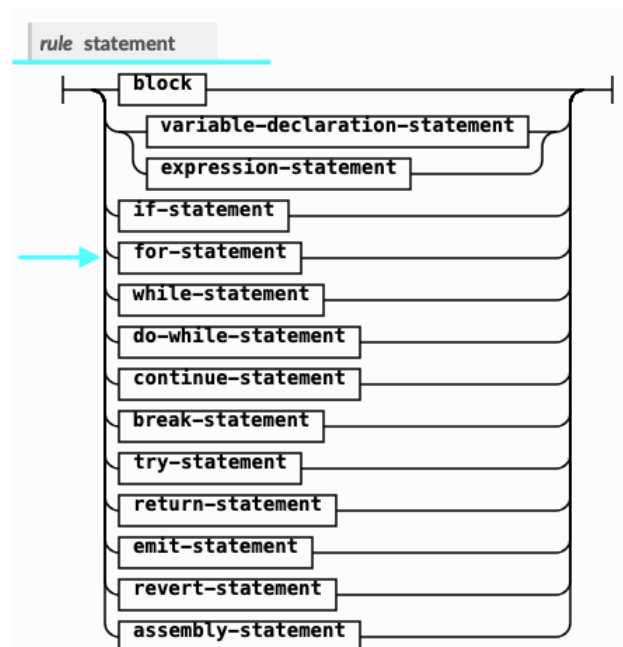 rule statement
block
variable-declaration-statement
expression-statement
if-statement
for-statement
while-statement
do-while-statement
continue-statement
break-statement
try-statement
return-statement
emit-statement
revert-statement
assembly-statement